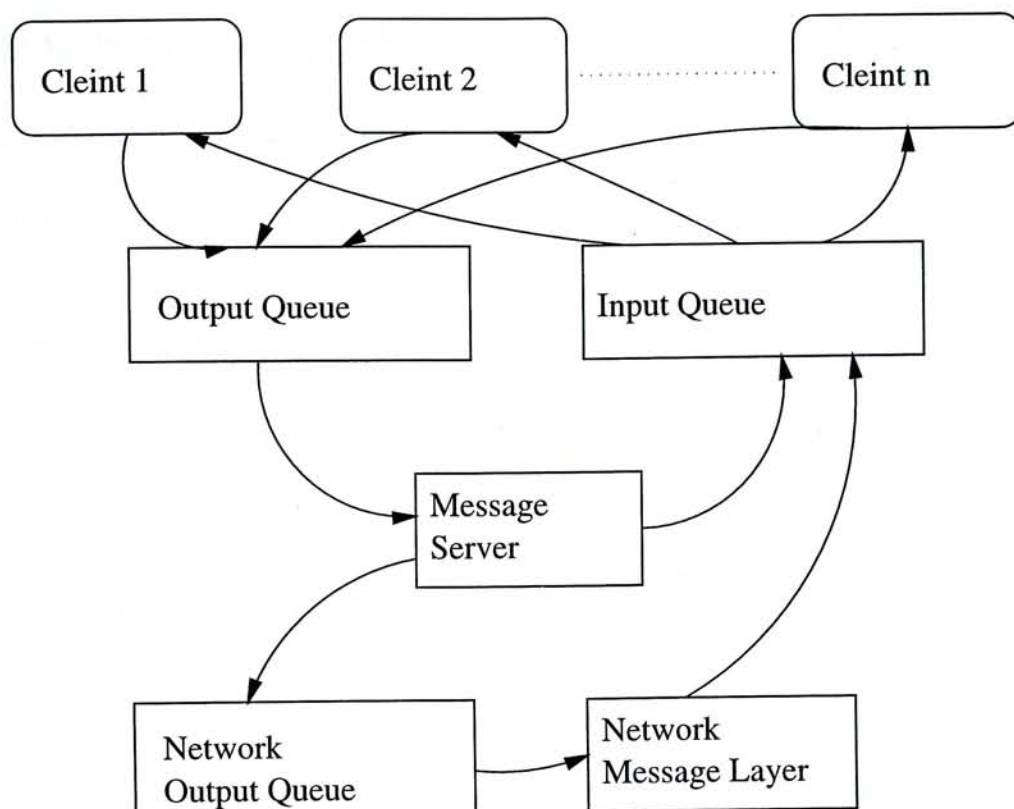 Cleint 1
Cleint 2
Cleint n
Output Queue
Input Queue
Message
Server
Network
Output Queue
Network
Message Layer